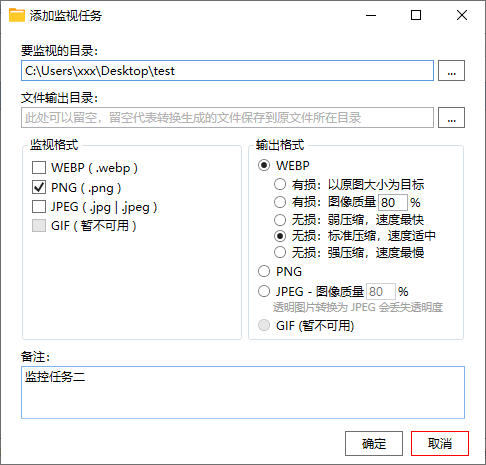 添加监视任务
要监视的目录：
C:\Users\xxx\Desktop\test
...
文件输出目录：
此处可以留空，留空代表转换生成的文件保存到原文件所在目录
...
监视格式
WEBP ( .webp )
PNG ( .png )
JPEG ( .jpg | .jpeg )
GIF ( 暂不可用 )
输出格式
WEBP
有损：以原图大小为目标
有损：图像质量 80 %
无损：弱压缩，速度最快
无损：标准压缩，速度适中
无损：强压缩，速度最慢
PNG
JPEG - 图像质量 80 %
透明图片转换为 JPEG 会丢失透明度
GIF (暂不可用)
备注：
监控任务二
确定
取消